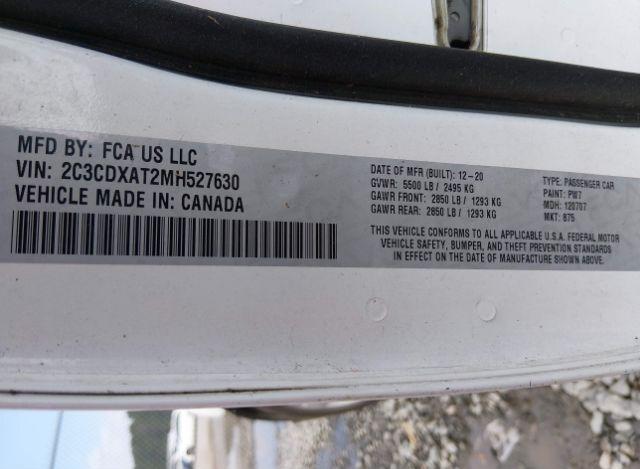 MFD BY: FCA US LLC
VIN: 2C3CDXAT2MH527630
VEHICLE MADE IN: CANADA
DATE OF MFR (BUILT): 12-20
GVWR: 5500 LB / 2495 KG
GAWR FRONT: 2850 LB / 1293 KG
GAWR REAR: 2850 LB / 1293 KG
TYPE: PASSENGER CAR
PAINT: PW7
MDH: 120707
MKT: 875
THIS VEHICLE CONFORMS TO ALL APPLICABLE U.S.A. FEDERAL MOTOR
VEHICLE SAFETY, BUMPER, AND THEFT PREVENTION STANDARDS
IN EFFECT ON THE DATE OF MANUFACTURE SHOWN ABOVE.